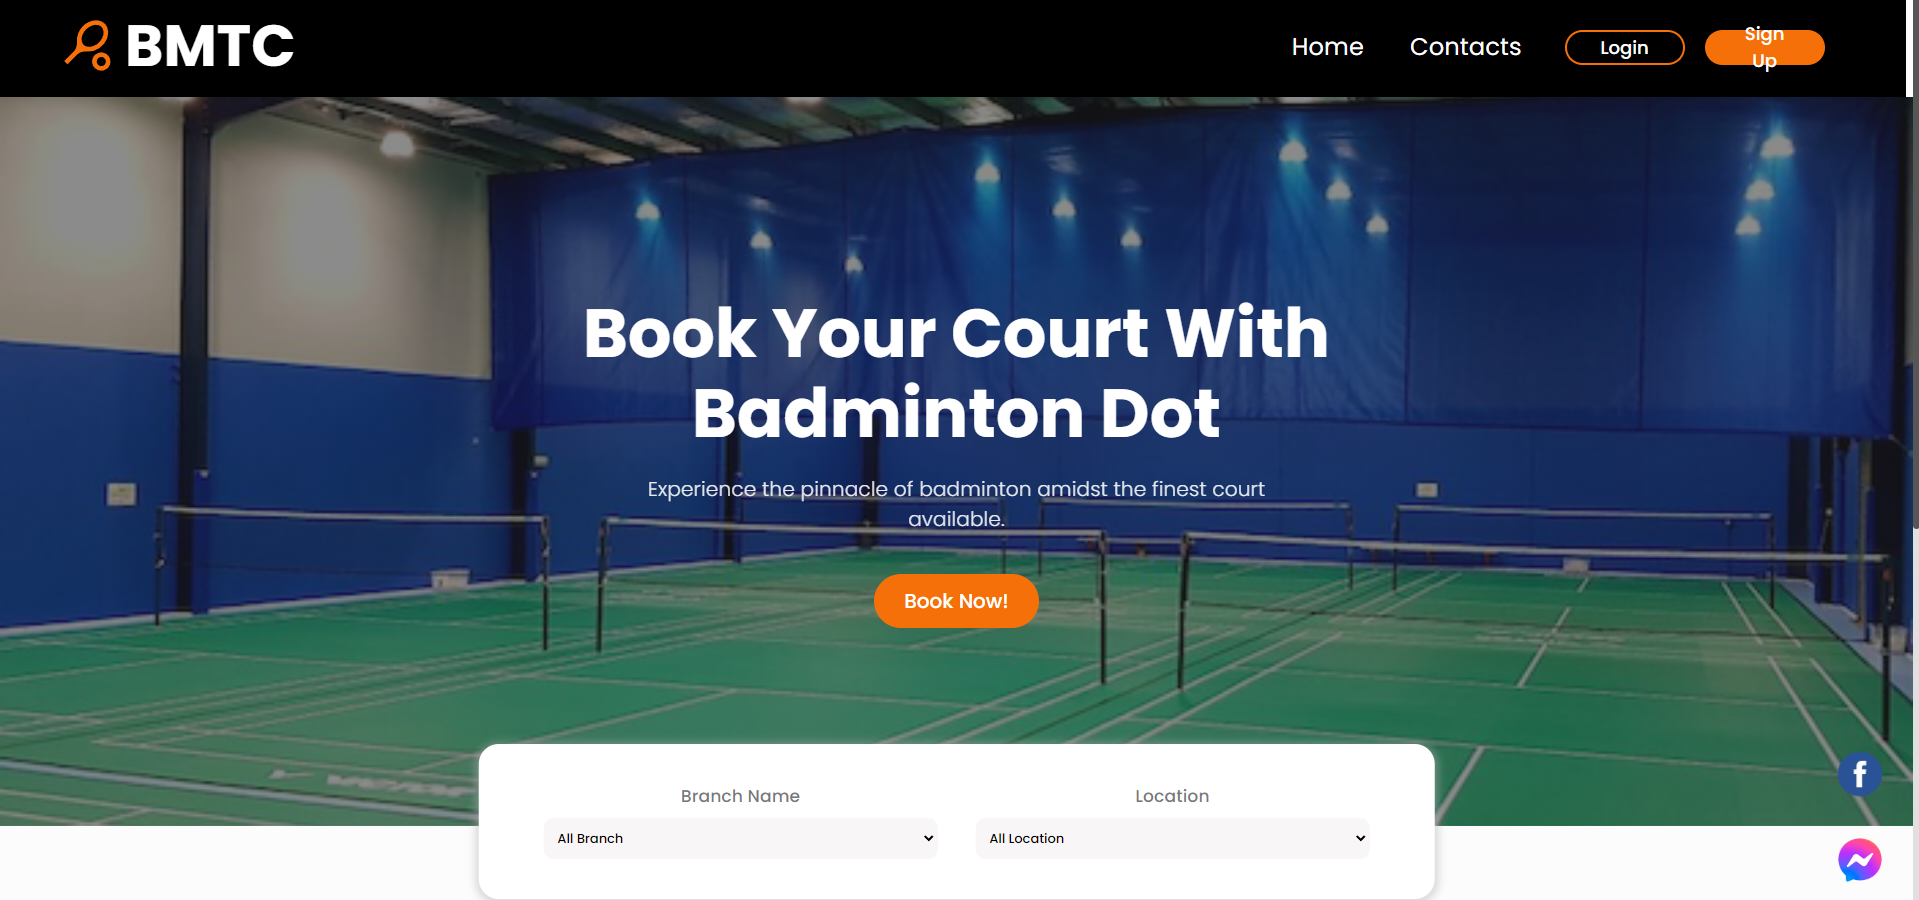 BMTC
Home
Contacts
Login
Sign
Up
Book Your Court With
Badminton Dot
Experience the pinnacle of badminton amidst the finest court
available.
Book Now!
Branch Name
Location
All Branch
All Location